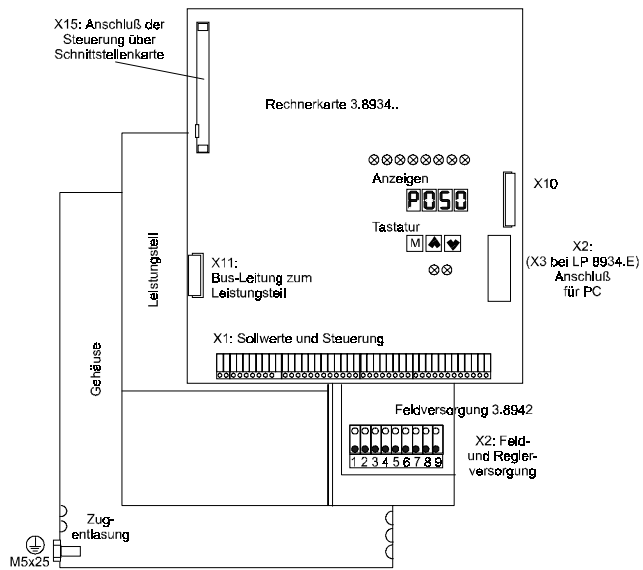 X15: Anschluß der
Steuerung über
Schnittstellenkarte
Rechnerkarte 3.8934..
Anzeigen
P050
Tastatur
M
X10
X2:
(X3 bei LP 8934.E)
Anschluß
für PC
X11:
Bus-Leitung zum
Leistungsteil
Leistungsteil
Gehäuse
X1: Sollwerte und Steuerung
Feldversorgung 3.8942
1 2 3 4 5 6 7 8 9
X2: Feld-
und Regler-
versorgung
Zug-
entlastung
M5x25